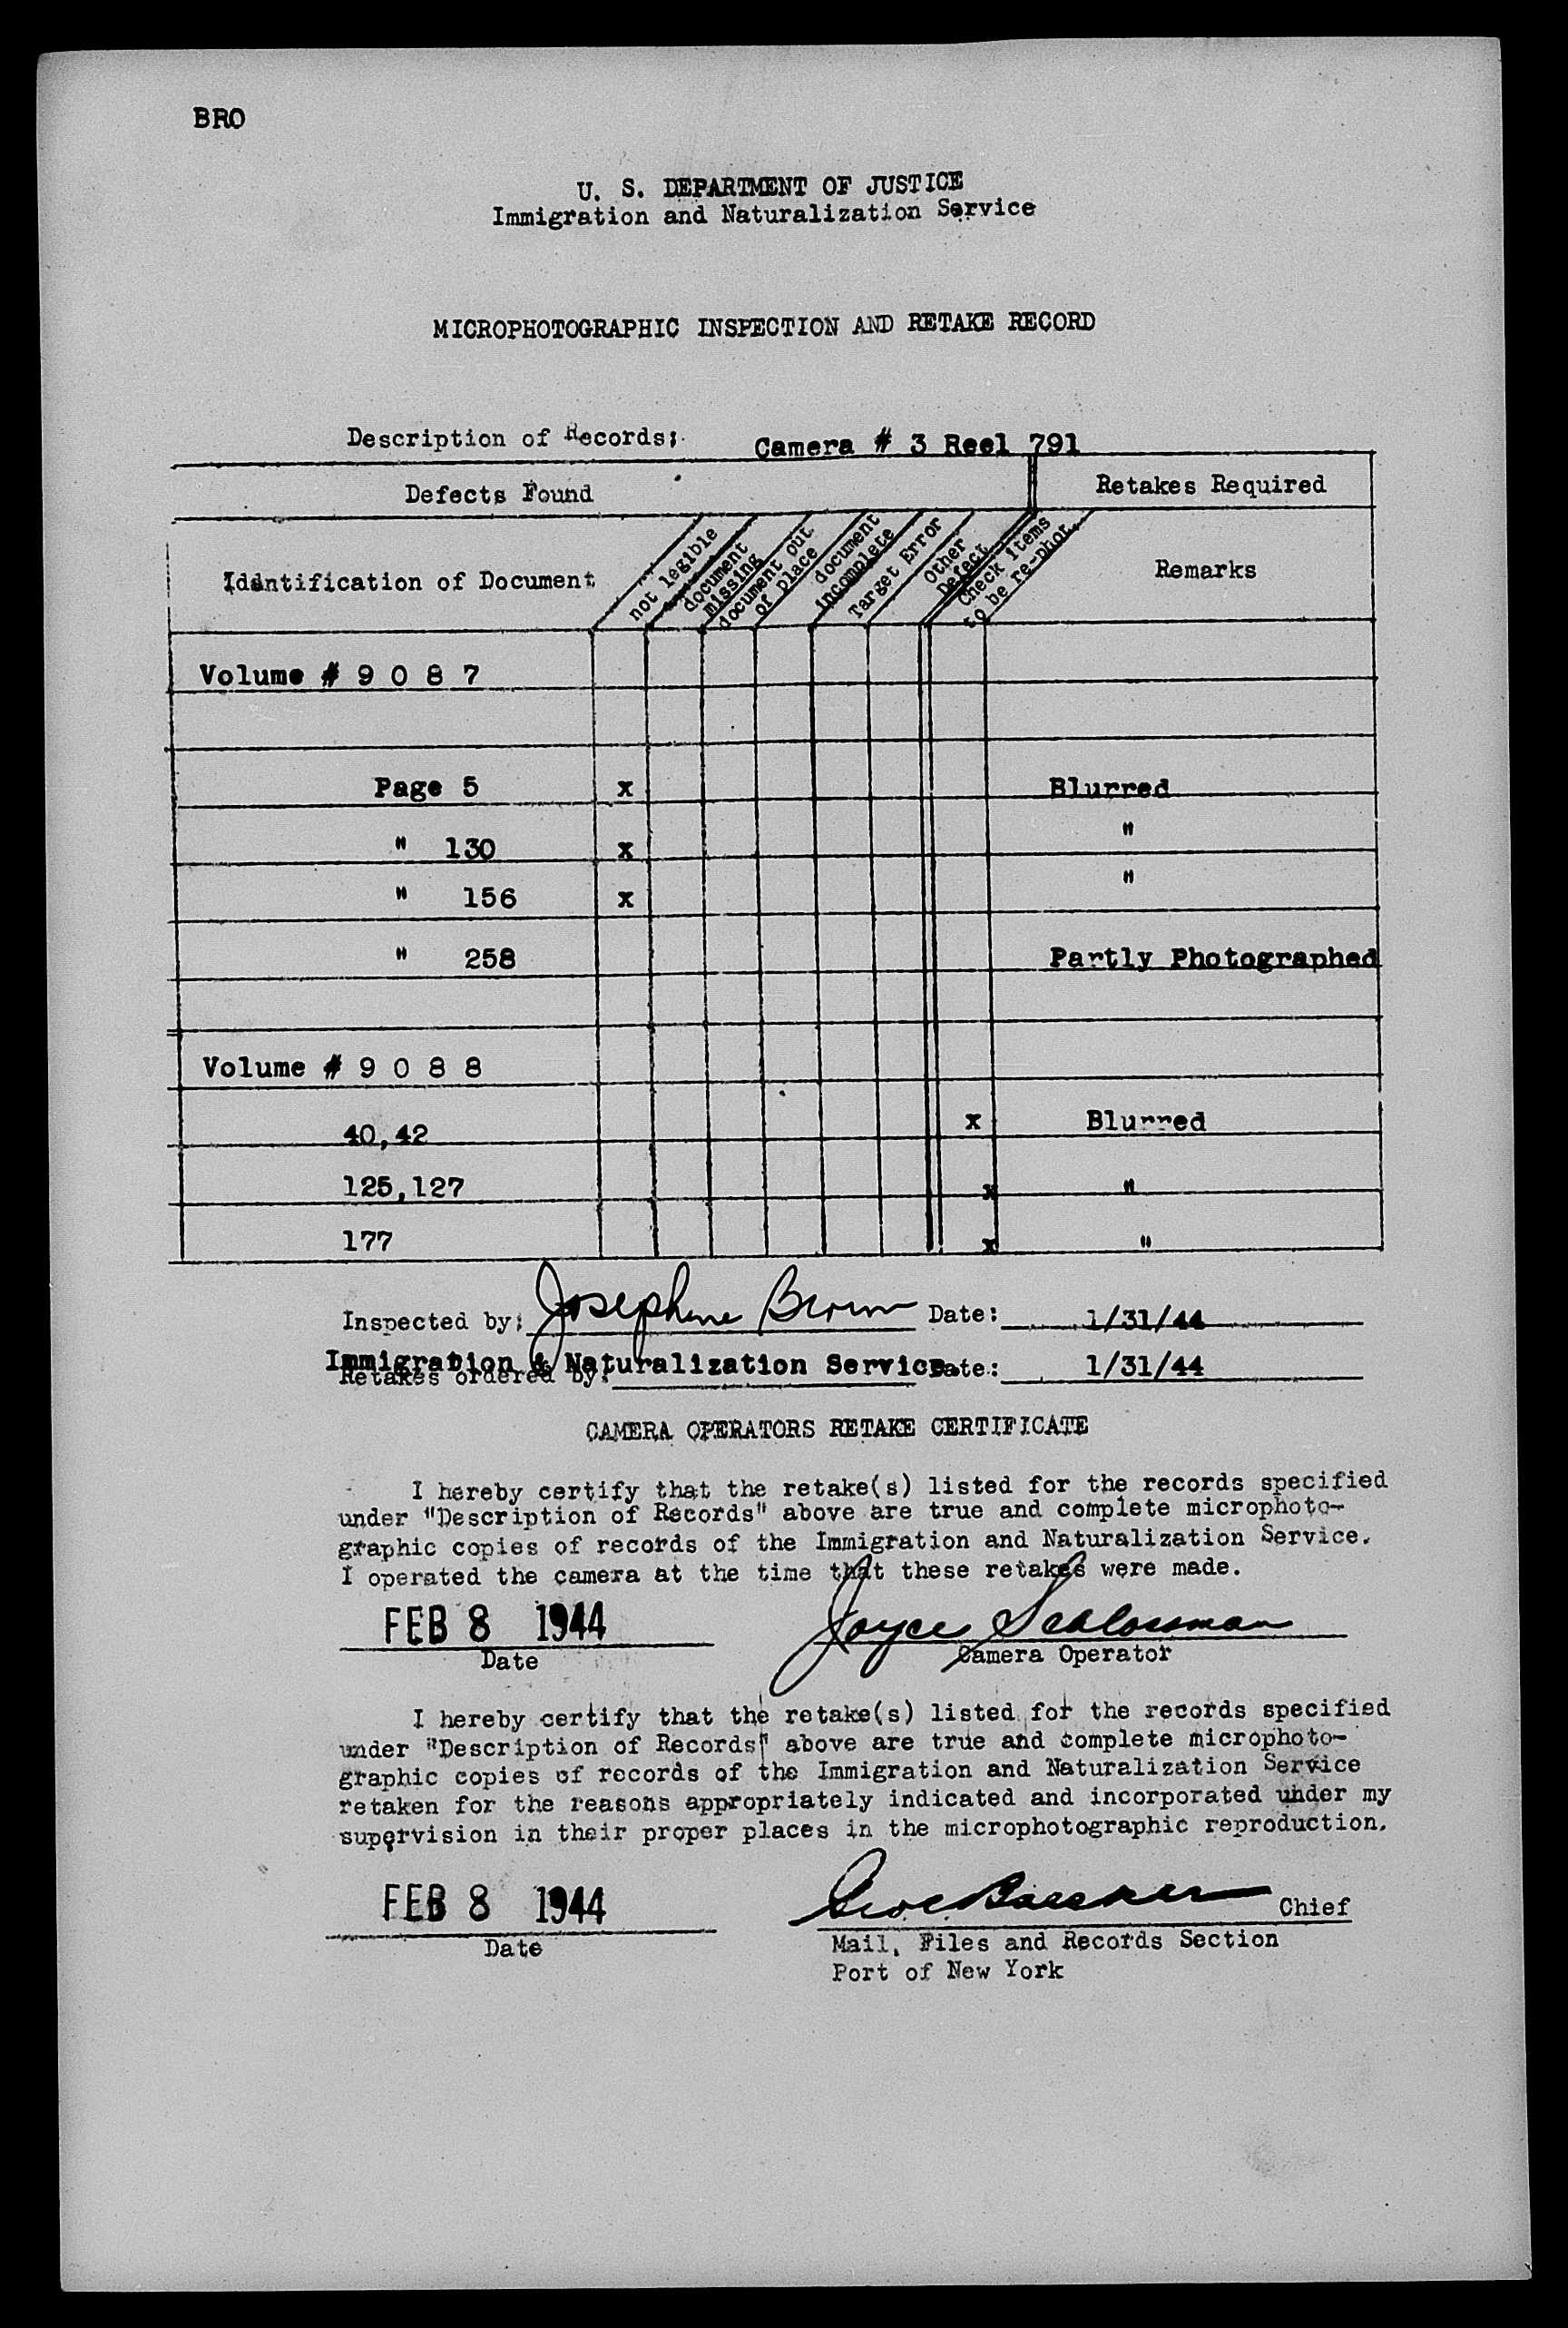 BRO
U. S. DEPARTMENT OF JUSTICE
Immigration and Naturalization Service
MICROPHOTOGRAPHIC INSPECTION AND RETAKE RECORD
Description of Records: Camera # 3 Reel 791
Defects Found Retakes Required
Identification of Document not legible document missing document out of place document incomplete Target Error Other Defect Check items to be re-phot. Remarks
Volume # 9 0 8 7
Page 5 x Blurred
" 130 x "
" 156 x "
" 258 Partly Photographed
Volume # 9 0 8 8
40,42 x Blurred
125,127 x "
177 x "
Inspected by: Josephine Brown Date: 1/31/44
Immigration & Naturalization Service
Retakes ordered by: Date: 1/31/44
CAMERA OPERATORS RETAKE CERTIFICATE
I hereby certify that the retake(s) listed for the records specified
under "Description of Records" above are true and complete microphoto-
graphic copies of records of the Immigration and Naturalization Service.
I operated the camera at the time that these retakes were made.
FEB 8 1944 Joyce Schlossman
Date Camera Operator
I hereby certify that the retake(s) listed for the records specified
under "Description of Records" above are true and complete microphoto-
graphic copies of records of the Immigration and Naturalization Service
retaken for the reasons appropriately indicated and incorporated under my
supervision in their proper places in the microphotographic reproduction.
FEB 8 1944 Chief
Date Mail, Files and Records Section
Port of New York